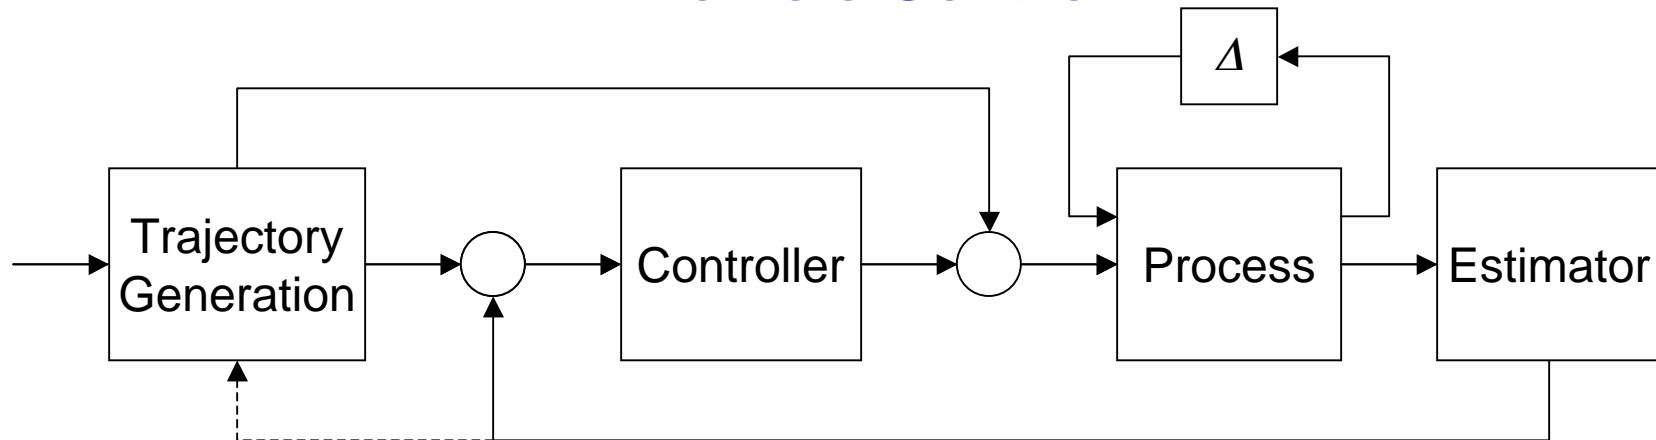 Δ
Trajectory
Generation
Controller
Process
Estimator